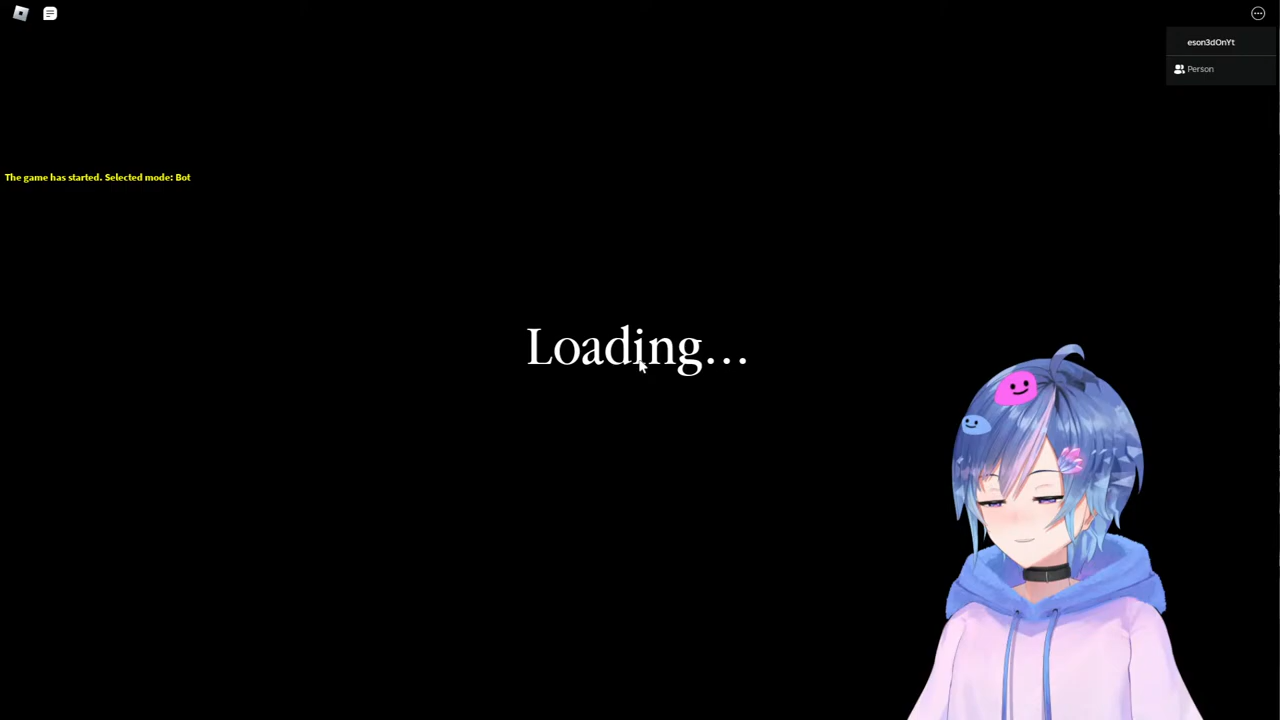 eson3dOnYt
Person
The game has started. Selected mode: Bot
Loading...